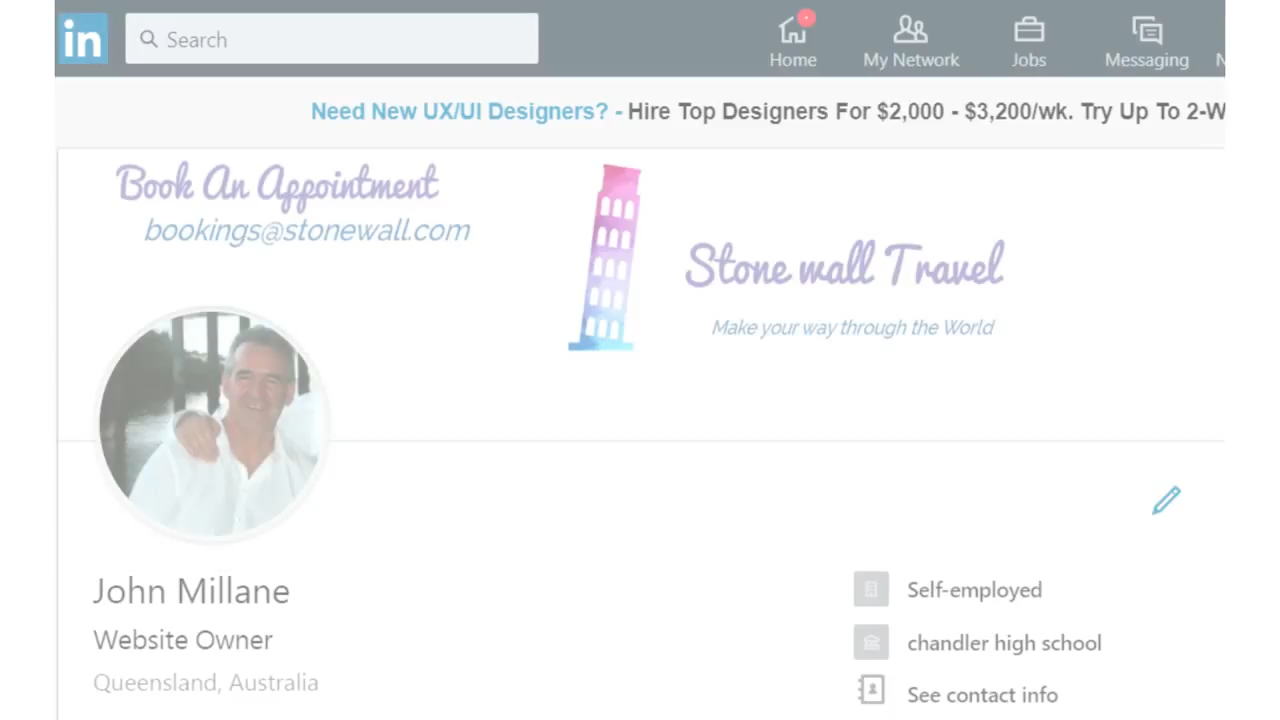 in
Search
Home
My Network
Jobs
Messaging
Need New UX/UI Designers? - Hire Top Designers For $2,000 - $3,200/wk. Try Up To 2-W
Book An Appointment
bookings@stonewall.com
Stone wall Travel
Make your way through the World
John Millane
Website Owner
Queensland, Australia
Self-employed
chandler high school
See contact info